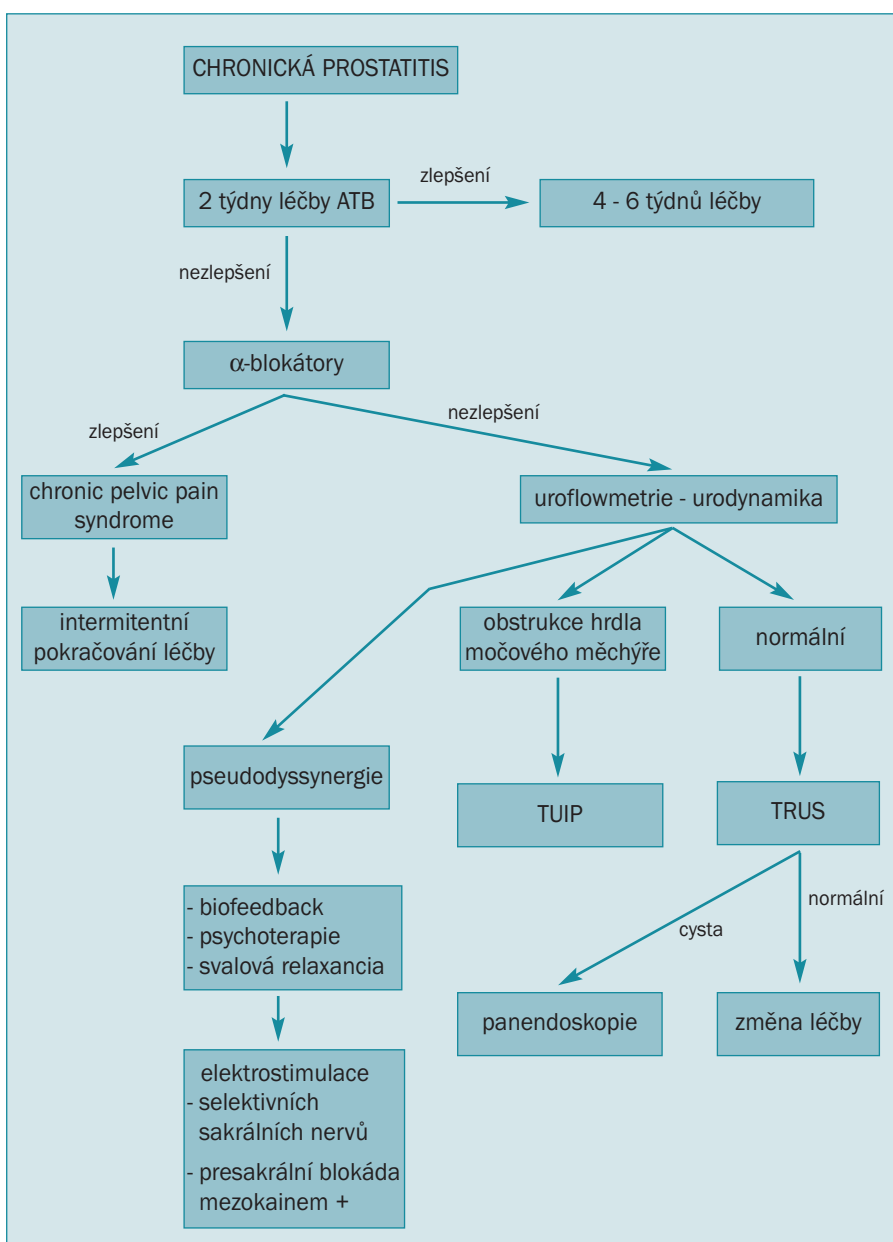 CHRONICKÁ PROSTATITIS
2 týdny léčby ATB
zlepšení
4 - 6 týdnů léčby
nezlepšení
α-blokátory
zlepšení
nezlepšení
chronic pelvic pain
syndrome
uroflowmetrie - urodynamika
intermitentní
pokračování léčby
obstrukce hrdla
močového měchýře
normální
pseudodyssynergie
TUIP
TRUS
- biofeedback
- psychoterapie
- svalová relaxancia
cysta
normální
panendoskopie
změna léčby
elektrostimulace
- selektivních
sakrálních nervů
- presakrální blokáda
mezokainem +